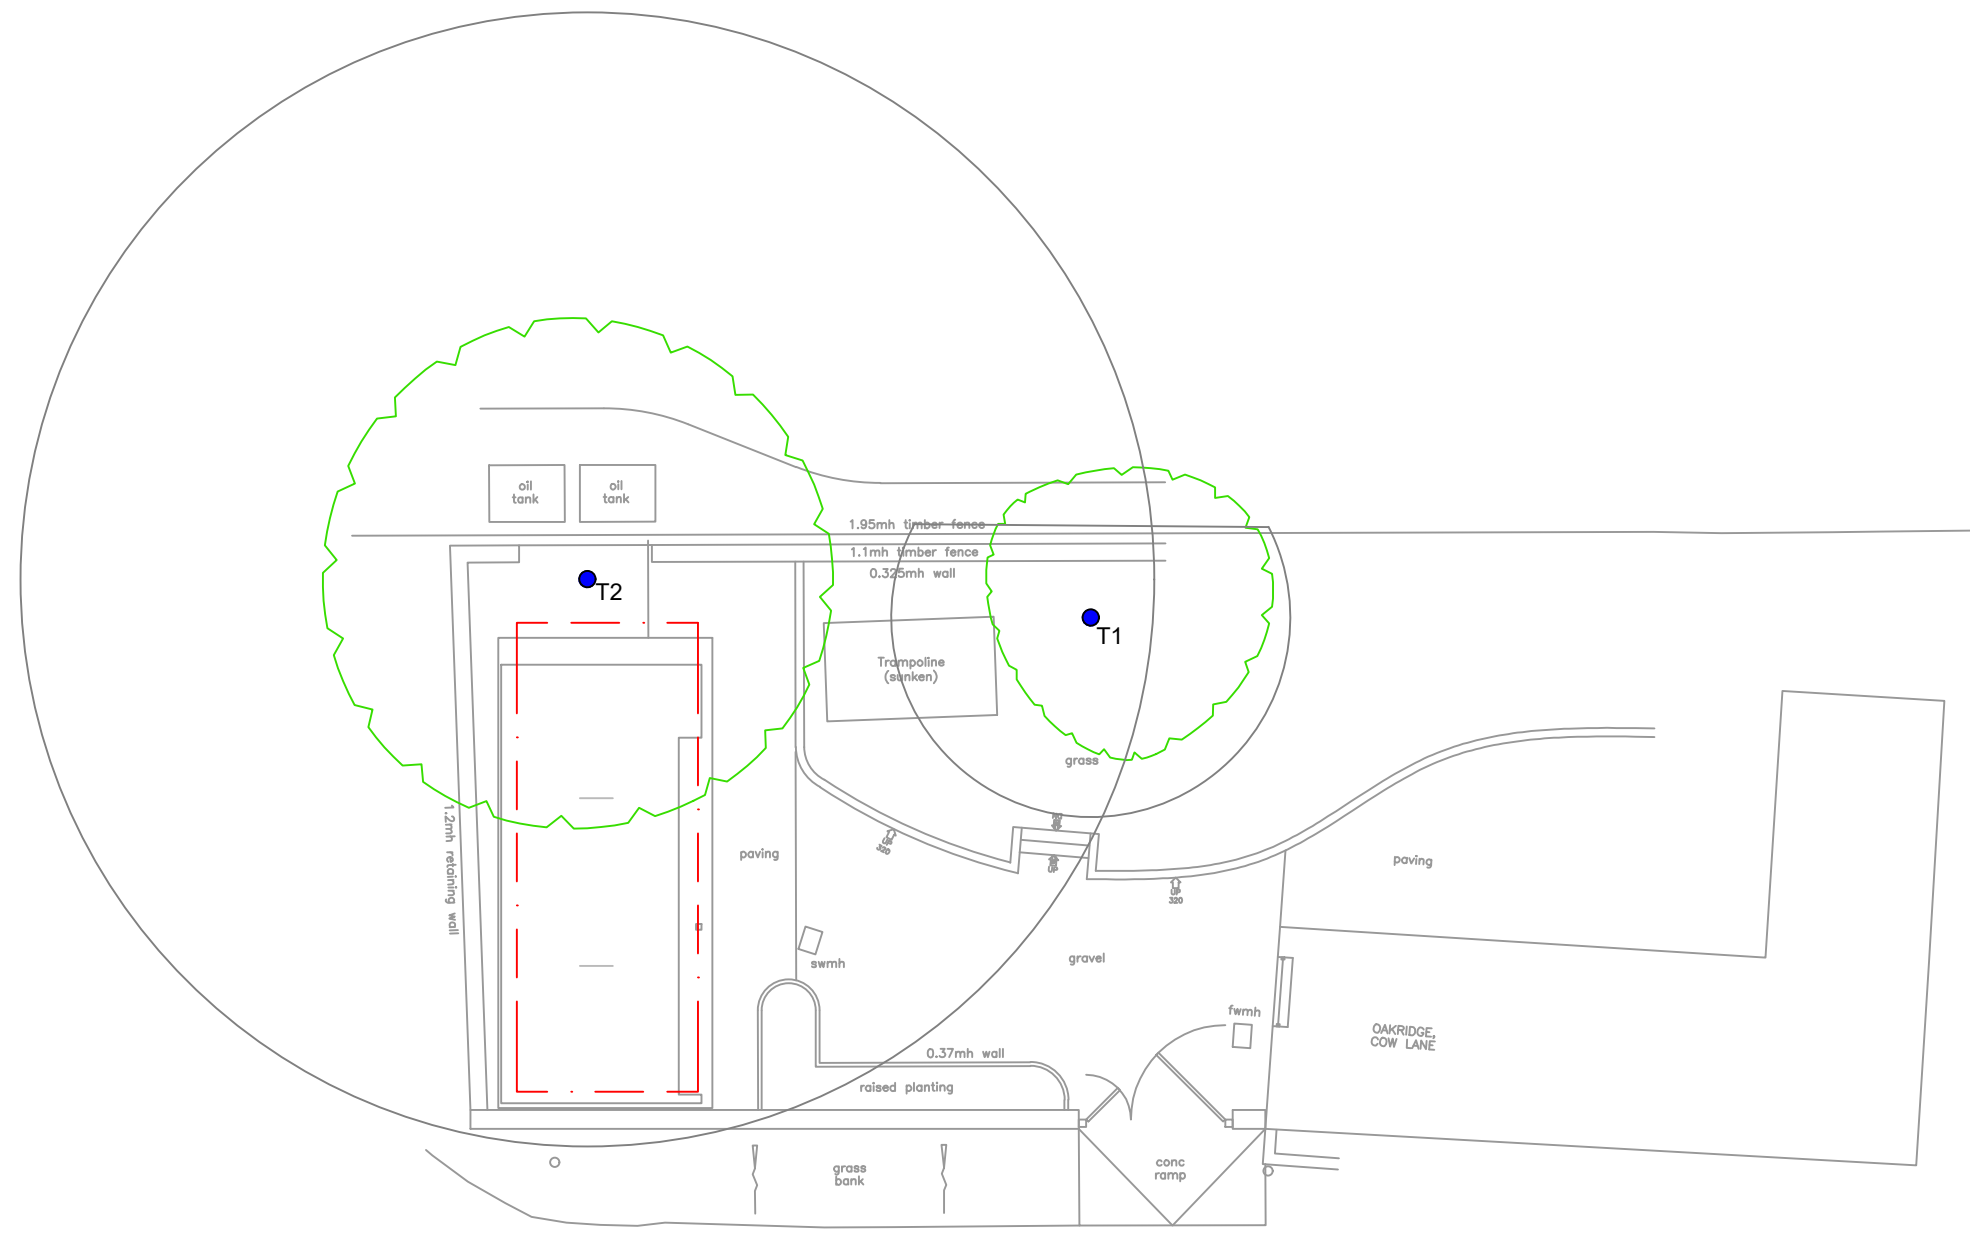 oil
tank
oil
tank
1.95mh timber fence
1.1mh timber fence
0.325mh wall
T2
T1
Trampoline
(sunken)
grass
1.2mh retaining wall
paving
UP
320
UP
320
paving
swmh
gravel
fwmh
OAKRIDGE,
COW LANE
0.37mh wall
raised planting
grass
bank
conc
ramp